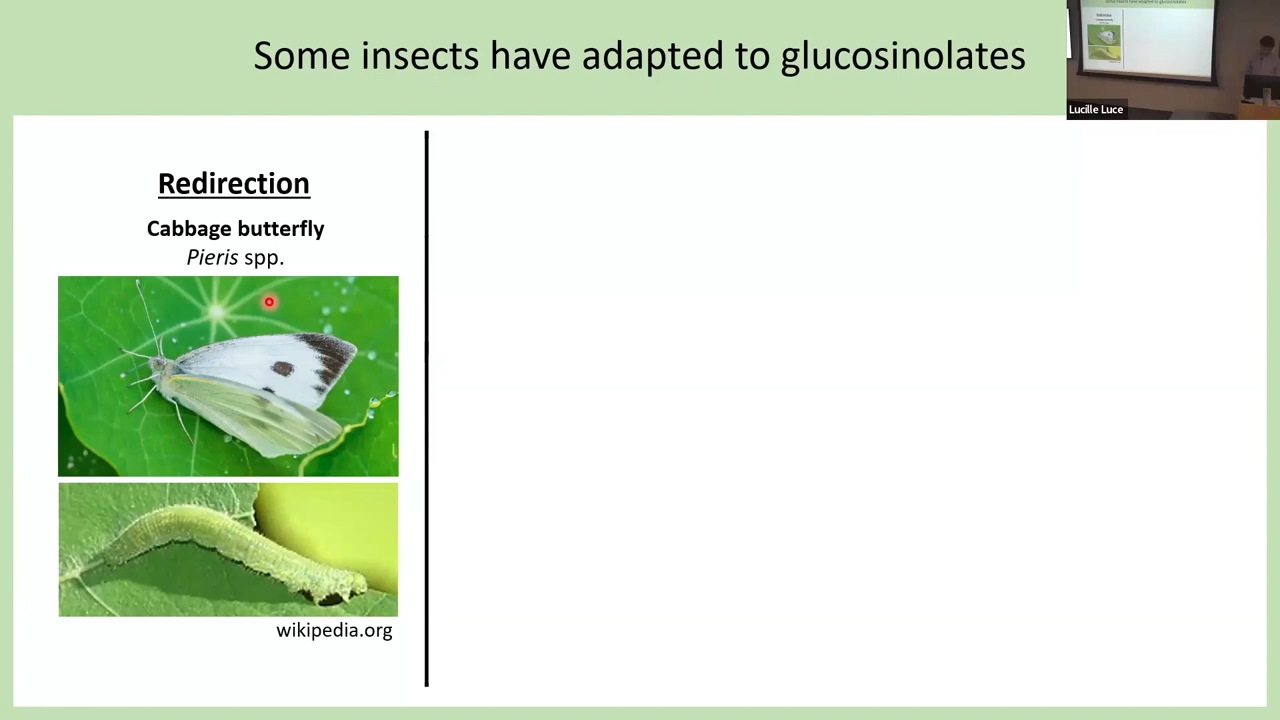 Some insects have adapted to glucosinolates
Lucille Luce
Redirection
Cabbage butterfly
Pieris spp.
wikipedia.org